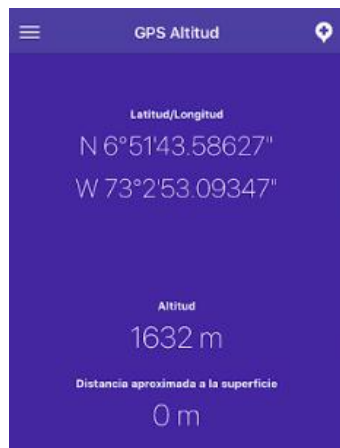 GPS Altitud
Latitud/Longitud
N 6°51'43.58627"
W 73°2'53.09347"
Altitud
1632 m
Distancia aproximada a la superficie
0 m